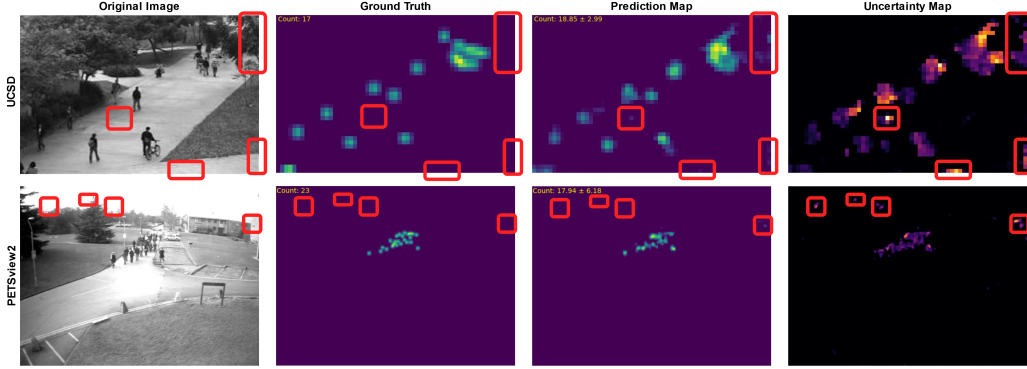 Original Image
Ground Truth
Prediction Map
Uncertainty Map
UCSD
Count: 17
Count: 18.85 ± 2.99
PETSview2
Count: 23
Count: 17.94 ± 6.18